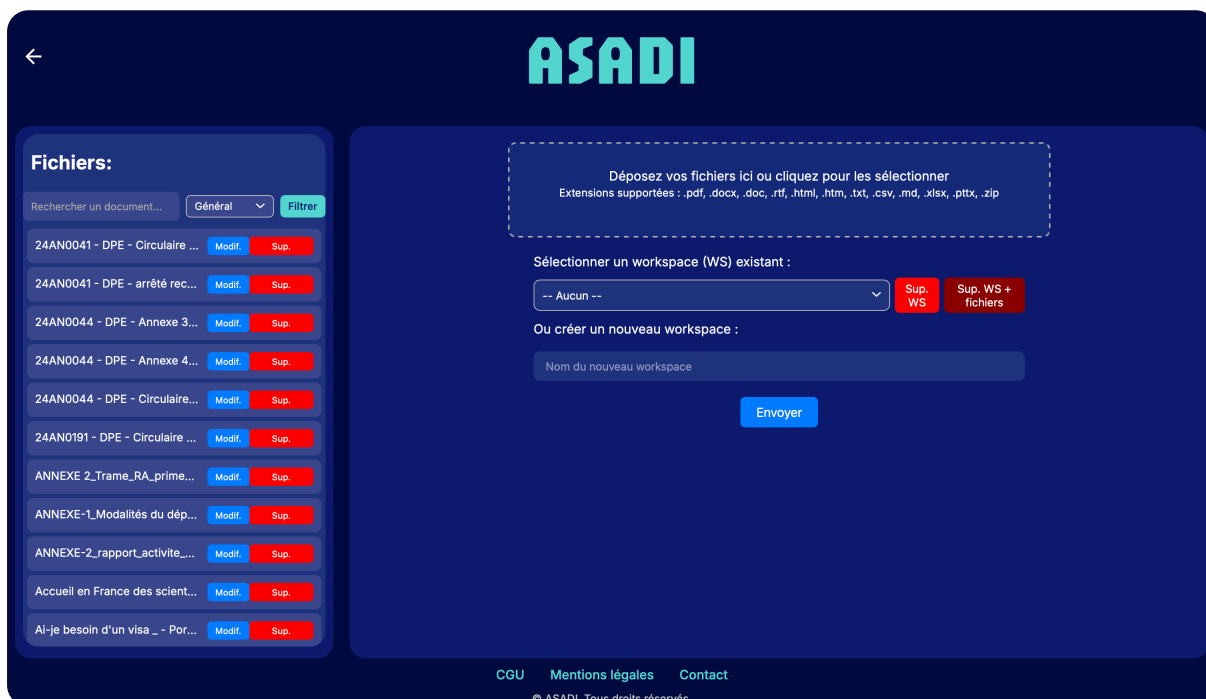 ASADI
Fichiers:
Rechercher un document...
Général
Filtrer
24AN0041 - DPE - Circulaire ...
Modif.
Sup.
24AN0041 - DPE - arrêté rec...
Modif.
Sup.
24AN0044 - DPE - Annexe 3...
Modif.
Sup.
24AN0044 - DPE - Annexe 4...
Modif.
Sup.
24AN0044 - DPE - Circulaire...
Modif.
Sup.
24AN0191 - DPE - Circulaire ...
Modif.
Sup.
ANNEXE 2_Trame_RA_prime...
Modif.
Sup.
ANNEXE-1_Modalités du dép...
Modif.
Sup.
ANNEXE-2_rapport_activite_...
Modif.
Sup.
Accueil en France des scient...
Modif.
Sup.
Ai-je besoin d'un visa _ - Por...
Modif.
Sup.
Déposez vos fichiers ici ou cliquez pour les sélectionner
Extensions supportées : .pdf, .docx, .doc, .rtf, .html, .htm, .txt, .csv, .md, .xlsx, .pttx, .zip
Sélectionner un workspace (WS) existant :
-- Aucun --
Sup.
WS
Sup. WS +
fichiers
Ou créer un nouveau workspace :
Nom du nouveau workspace
Envoyer
CGU
Mentions légales
Contact
© ASADI. Tous droits réservés